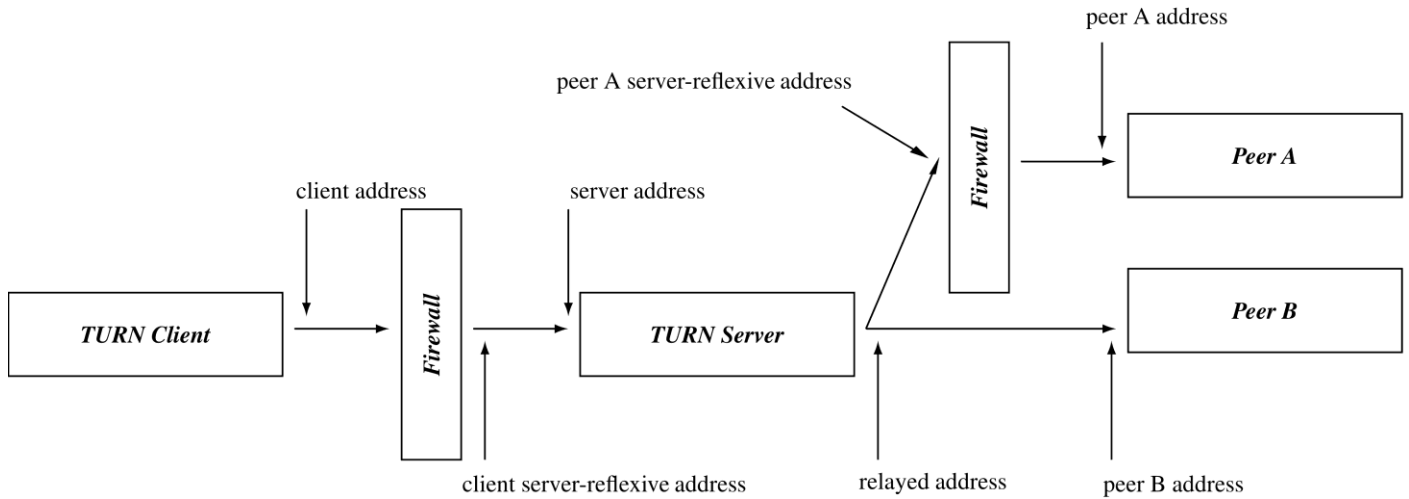 peer A address
peer A server-reflexive address
Firewall
Peer A
client address
server address
TURN Client
Firewall
TURN Server
Peer B
client server-reflexive address
relayed address
peer B address